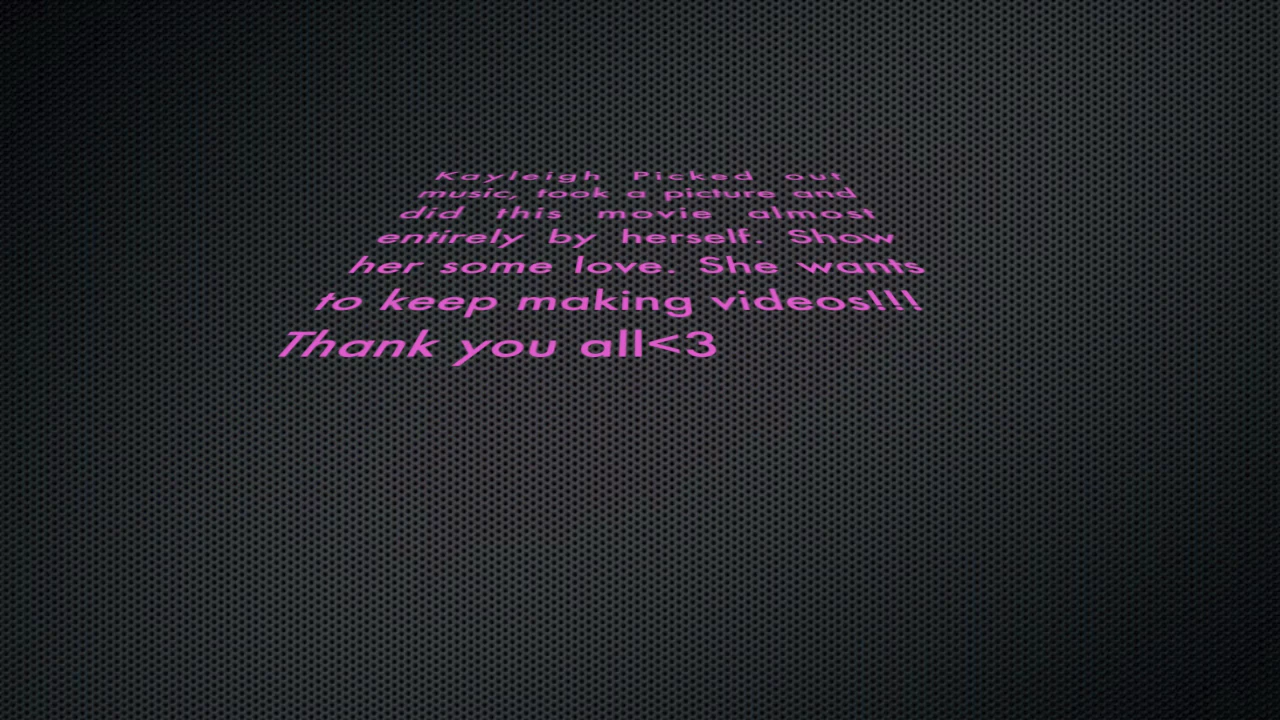 Kayleigh Picked out
music, took a picture and
did this movie almost
entirely by herself. Show
her some love. She wants
to keep making videos!!!
Thank you all<3